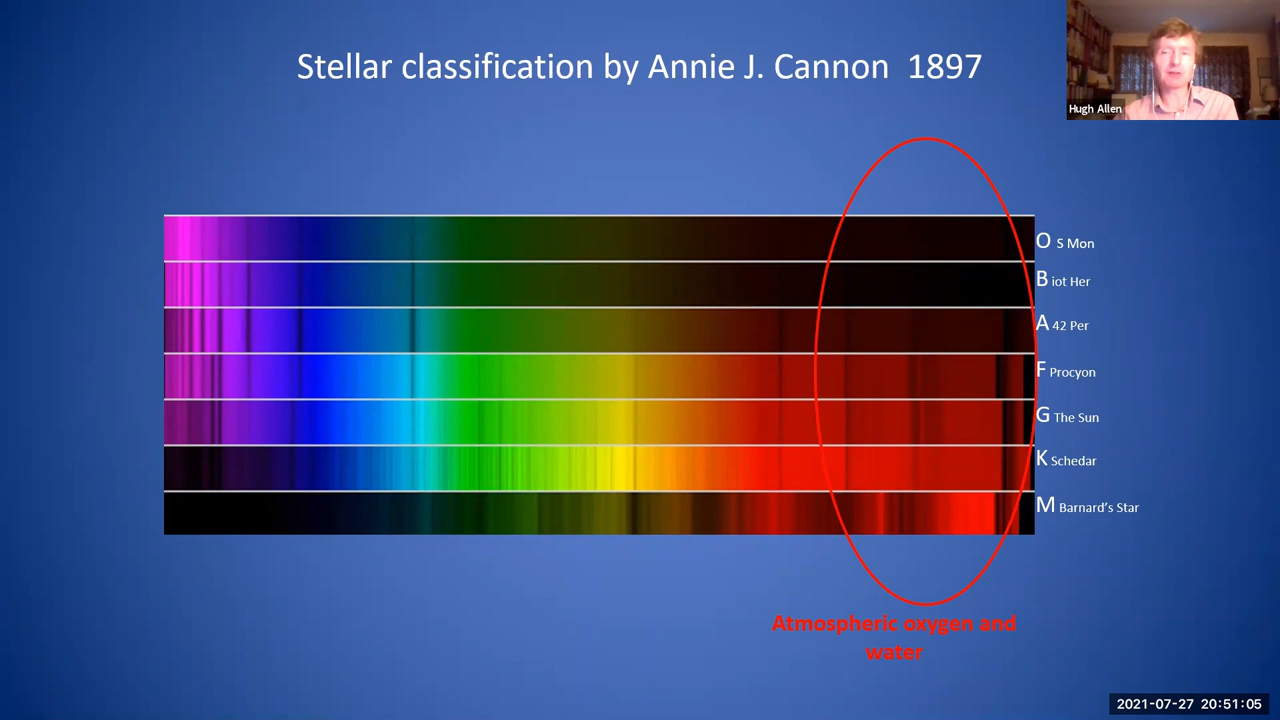 Stellar classification by Annie J. Cannon 1897
Hugh Allen
O S Mon
B iot Her
A 42 Per
F Procyon
G The Sun
K Schedar
M Barnard's Star
Atmospheric oxygen and
water
2021-07-27 20:51:05